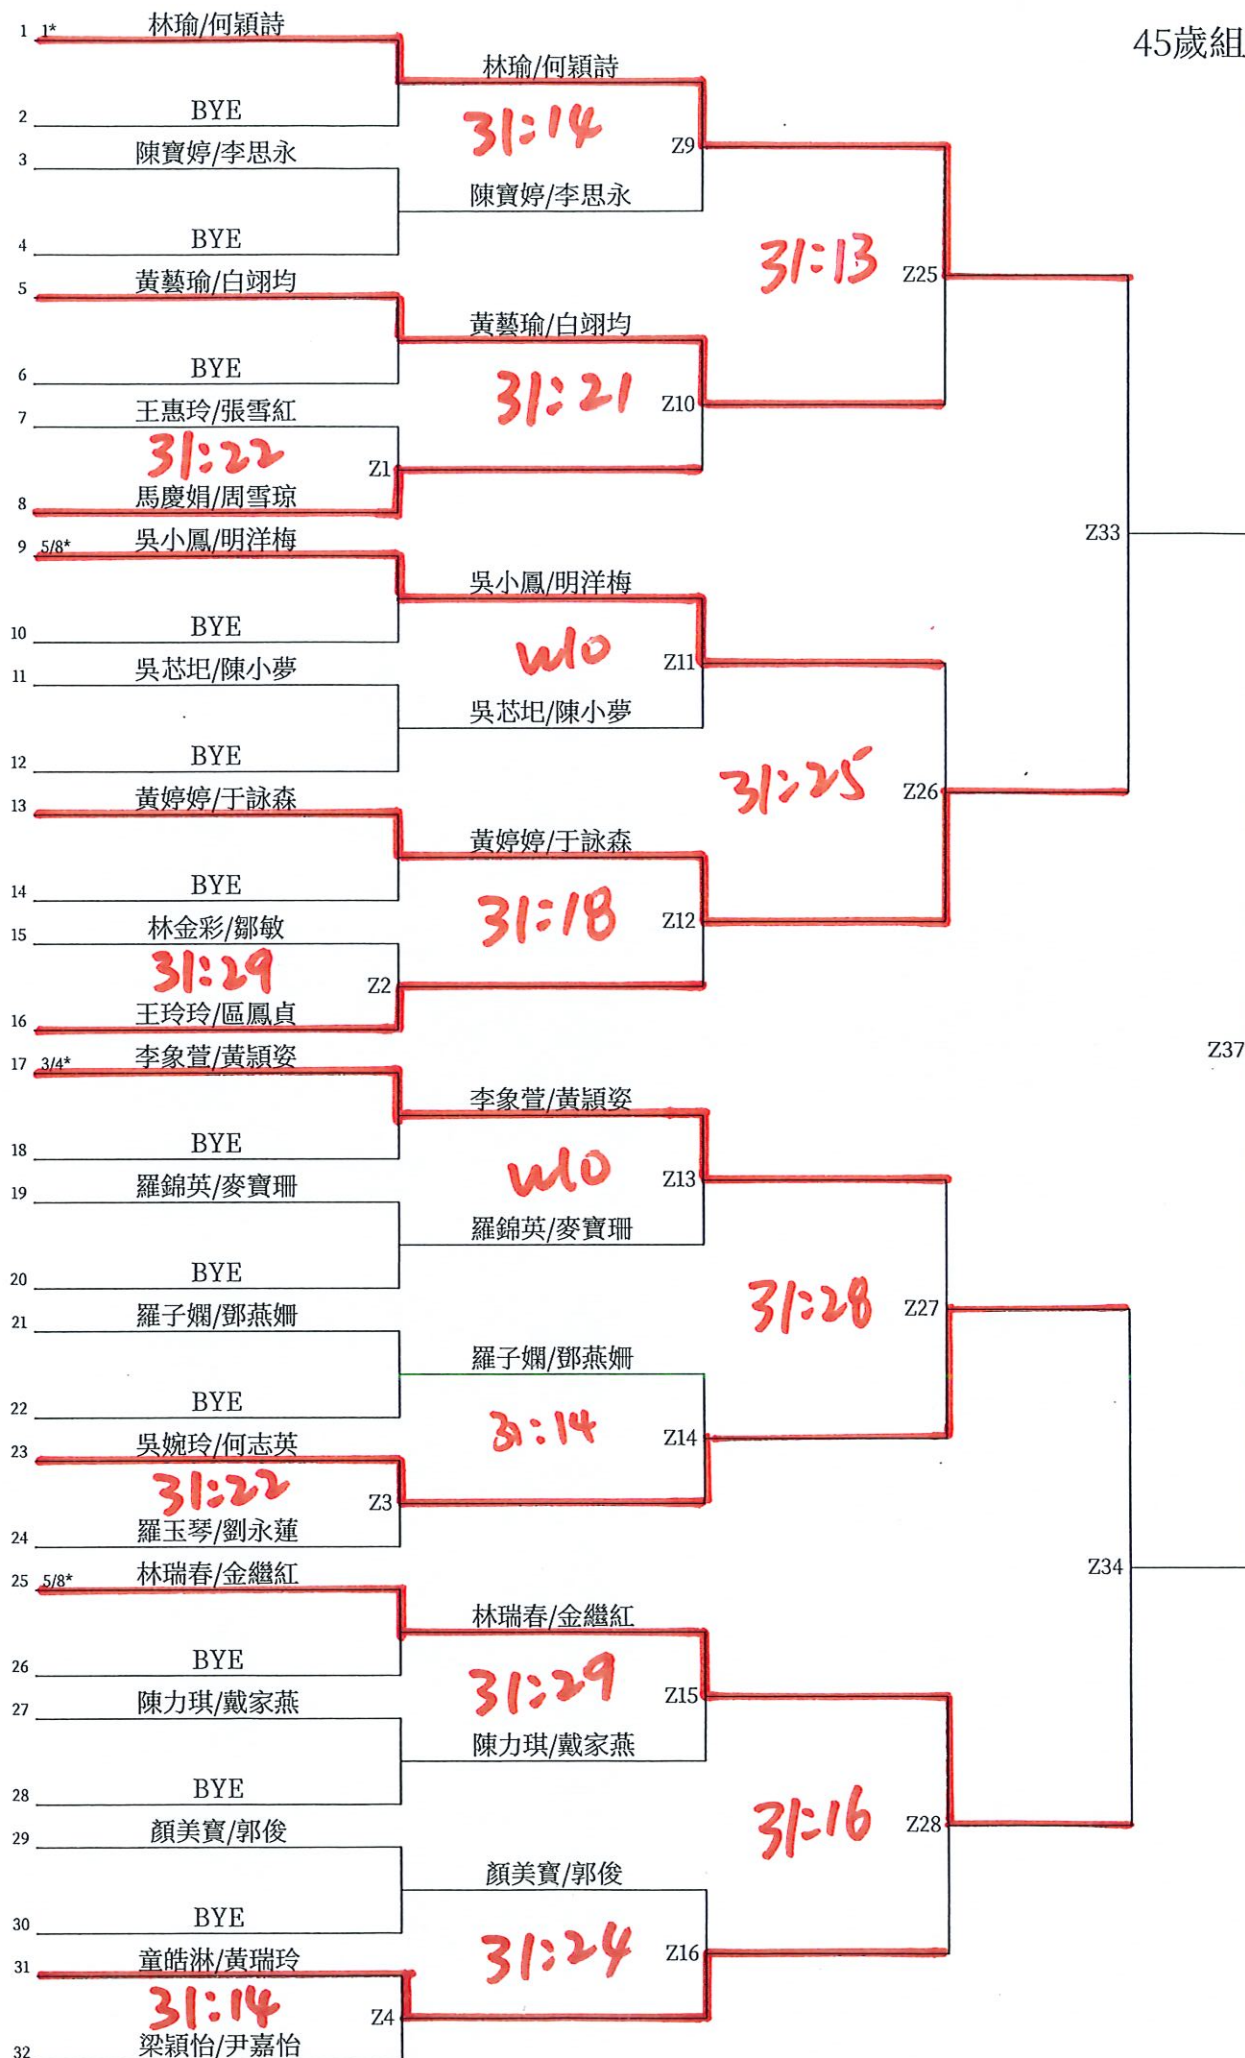 45歲組
1 1* 林瑜/何穎詩
林瑜/何穎詩
2 BYE
31:14
Z9
3 陳寶婷/李思永
陳寶婷/李思永
4 BYE
31:13
Z25
5 黃藝瑜/白翊均
黃藝瑜/白翊均
6 BYE
31:21
Z10
7 王惠玲/張雪紅
31:22
Z1
8 馬慶娟/周雪琼
Z33
9 5/8* 吳小鳳/明洋梅
吳小鳳/明洋梅
10 BYE
w/o
Z11
11 吳芯圯/陳小夢
吳芯圯/陳小夢
12 BYE
31:25
Z26
13 黃婷婷/于詠森
黃婷婷/于詠森
14 BYE
31:18
Z12
15 林金彩/鄒敏
31:29
Z2
16 王玲玲/區鳳貞
Z37
17 3/4* 李象萱/黃頴姿
李象萱/黃頴姿
18 BYE
w/o
Z13
19 羅錦英/麥寶珊
羅錦英/麥寶珊
20 BYE
31:28
Z27
21 羅子嫻/鄧燕姍
羅子嫻/鄧燕姍
22 BYE
31:14
Z14
23 吳婉玲/何志英
31:22
Z3
24 羅玉琴/劉永蓮
Z34
25 5/8* 林瑞春/金繼紅
林瑞春/金繼紅
26 BYE
31:29
Z15
27 陳力琪/戴家燕
陳力琪/戴家燕
28 BYE
31:16
Z28
29 顏美寶/郭俊
顏美寶/郭俊
30 BYE
31:24
Z16
31 童皓淋/黃瑞玲
31:14
Z4
32 梁穎怡/尹嘉怡